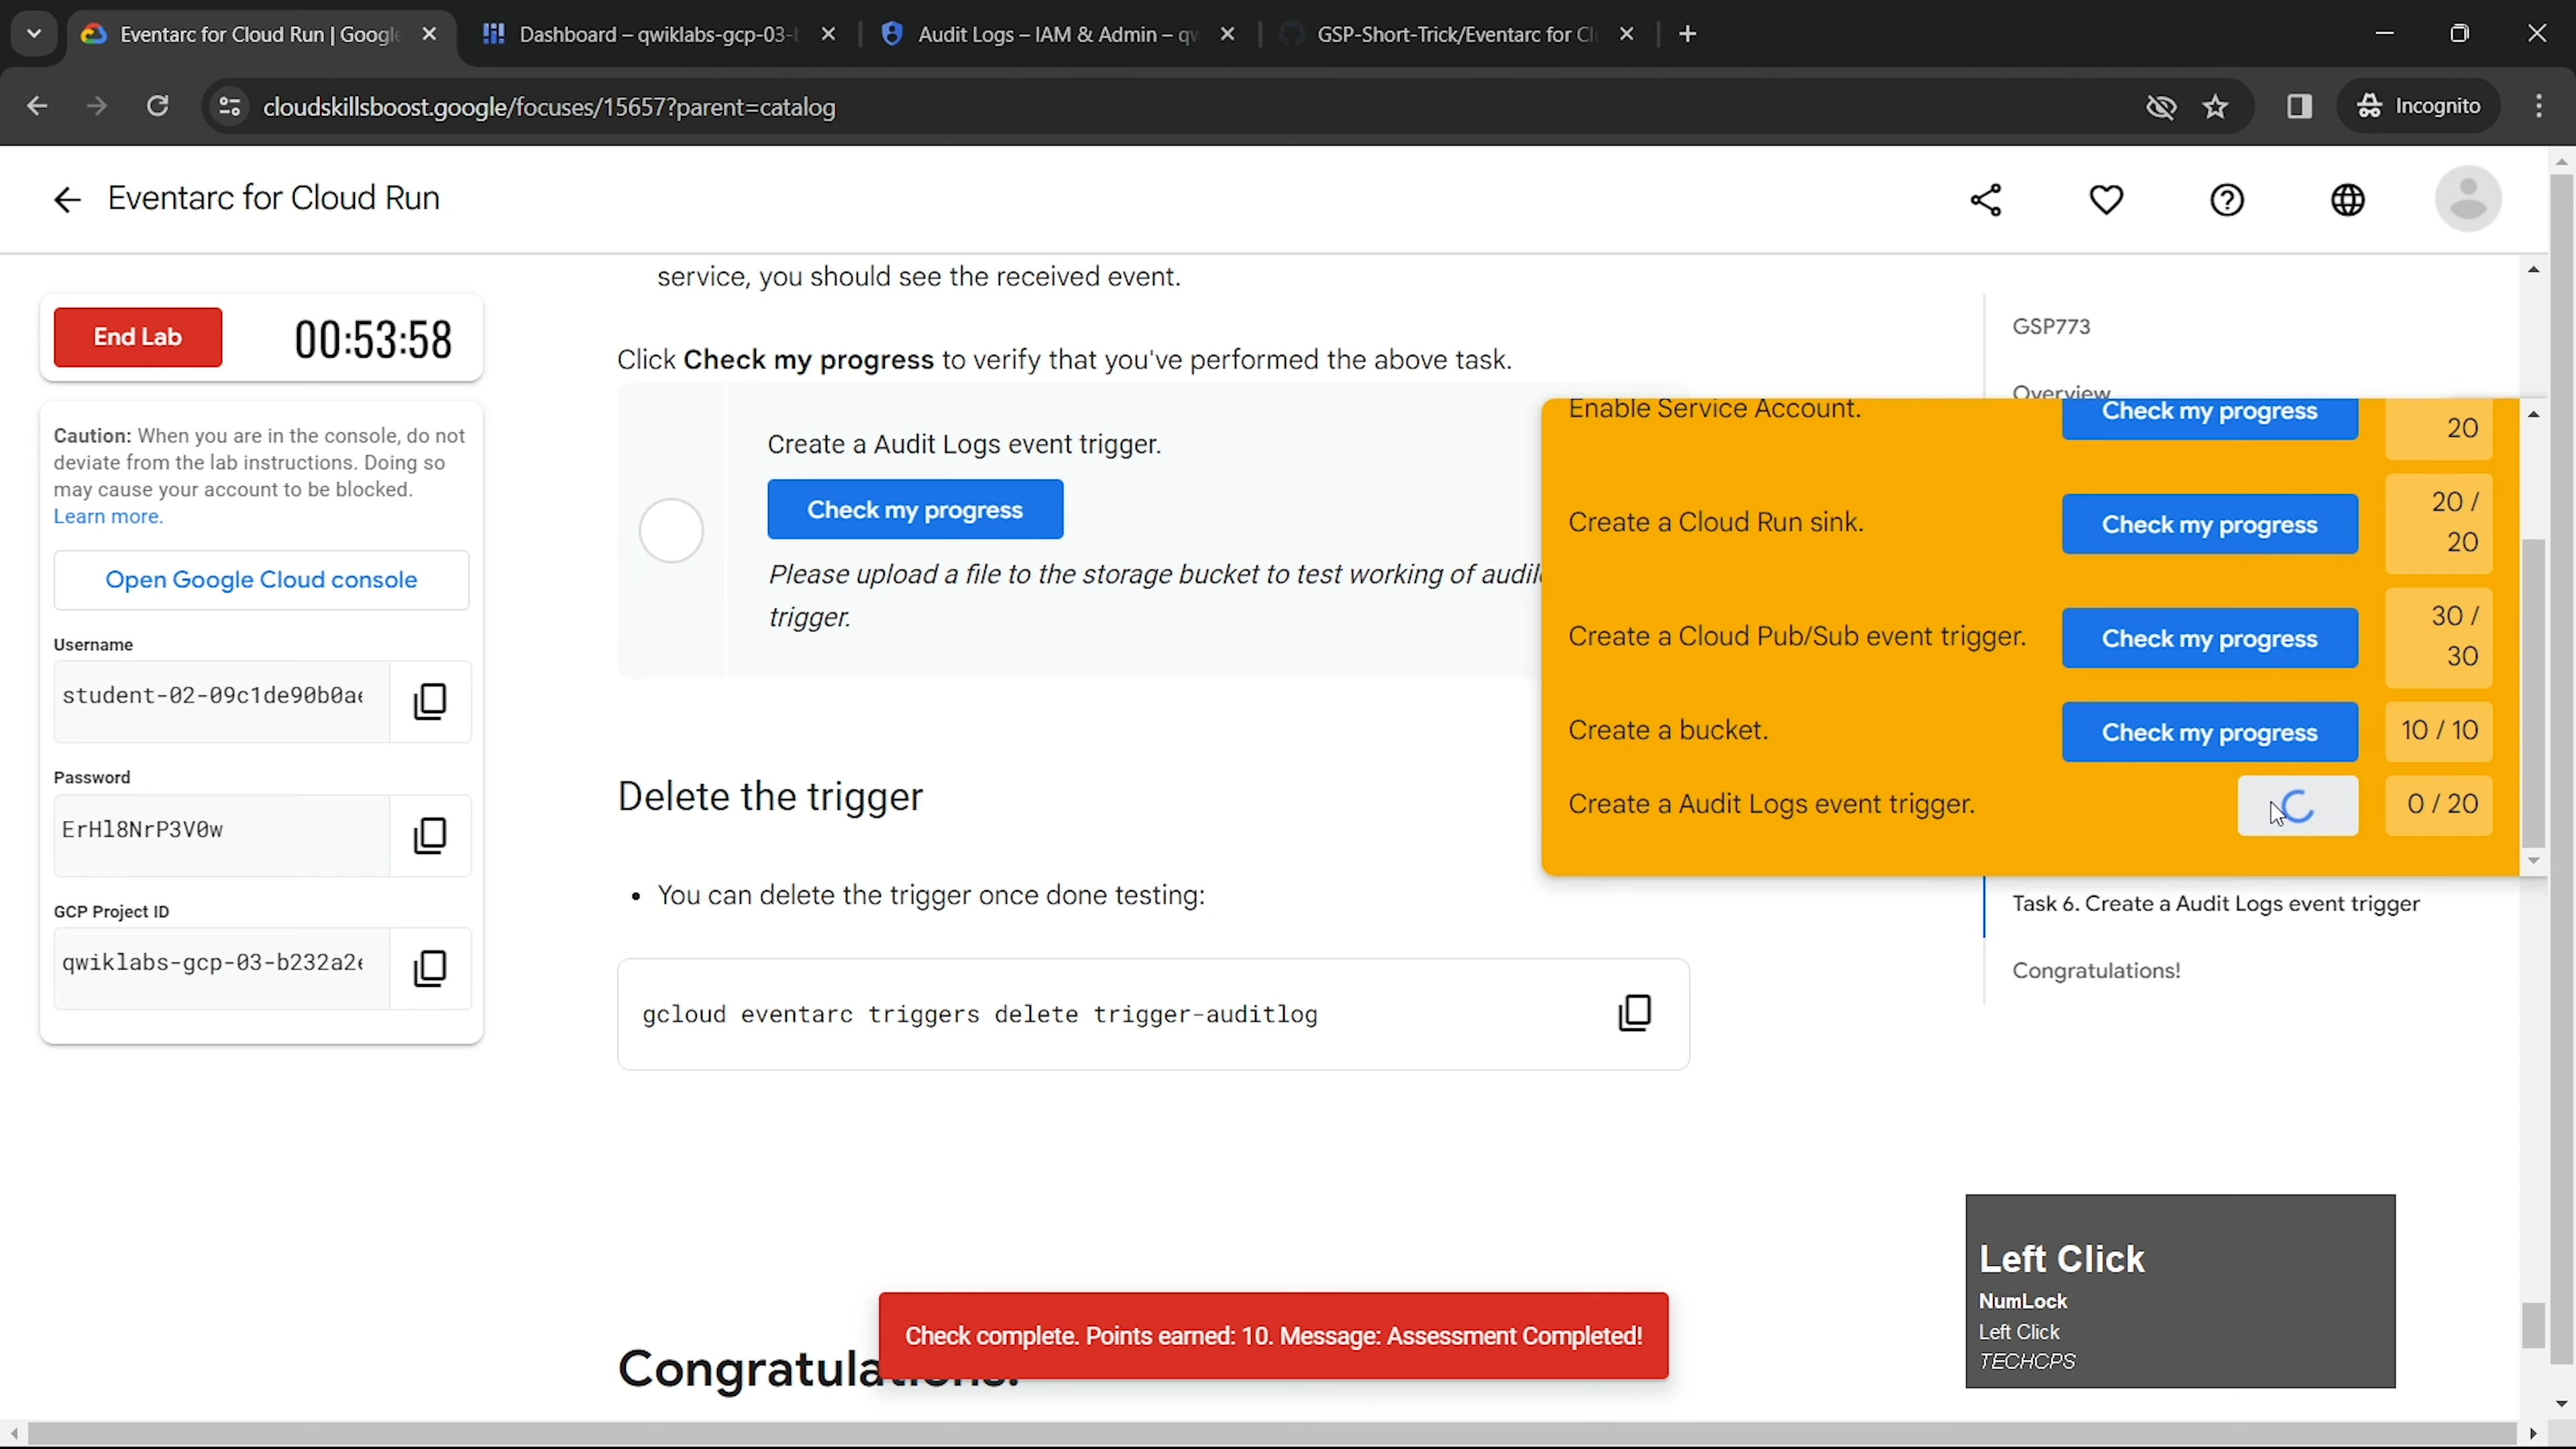 Eventarc for Cloud Run | Google
Dashboard – qwiklabs-gcp-03-b
Audit Logs – IAM & Admin – qw
GSP-Short-Trick/Eventarc for Cl
cloudskillsboost.google/focuses/15657?parent=catalog
Incognito
Eventarc for Cloud Run
End Lab
00:53:58
Caution: When you are in the console, do not
deviate from the lab instructions. Doing so
may cause your account to be blocked.
Learn more.
Open Google Cloud console
Username
student-02-09c1de90b0ae
Password
ErHl8NrP3V0w
GCP Project ID
qwiklabs-gcp-03-b232a2e
service, you should see the received event.
Click Check my progress to verify that you've performed the above task.
Create a Audit Logs event trigger.
Check my progress
Please upload a file to the storage bucket to test working of audil
trigger.
Delete the trigger
• You can delete the trigger once done testing:
gcloud eventarc triggers delete trigger-auditlog
Congratulations!
Check complete. Points earned: 10. Message: Assessment Completed!
GSP773
Overview
Enable Service Account.
Check my progress
20
Create a Cloud Run sink.
Check my progress
20 /
20
Create a Cloud Pub/Sub event trigger.
Check my progress
30 /
30
Create a bucket.
Check my progress
10 / 10
Create a Audit Logs event trigger.
0 / 20
Task 6. Create a Audit Logs event trigger
Congratulations!
Left Click
NumLock
Left Click
TECHCPS